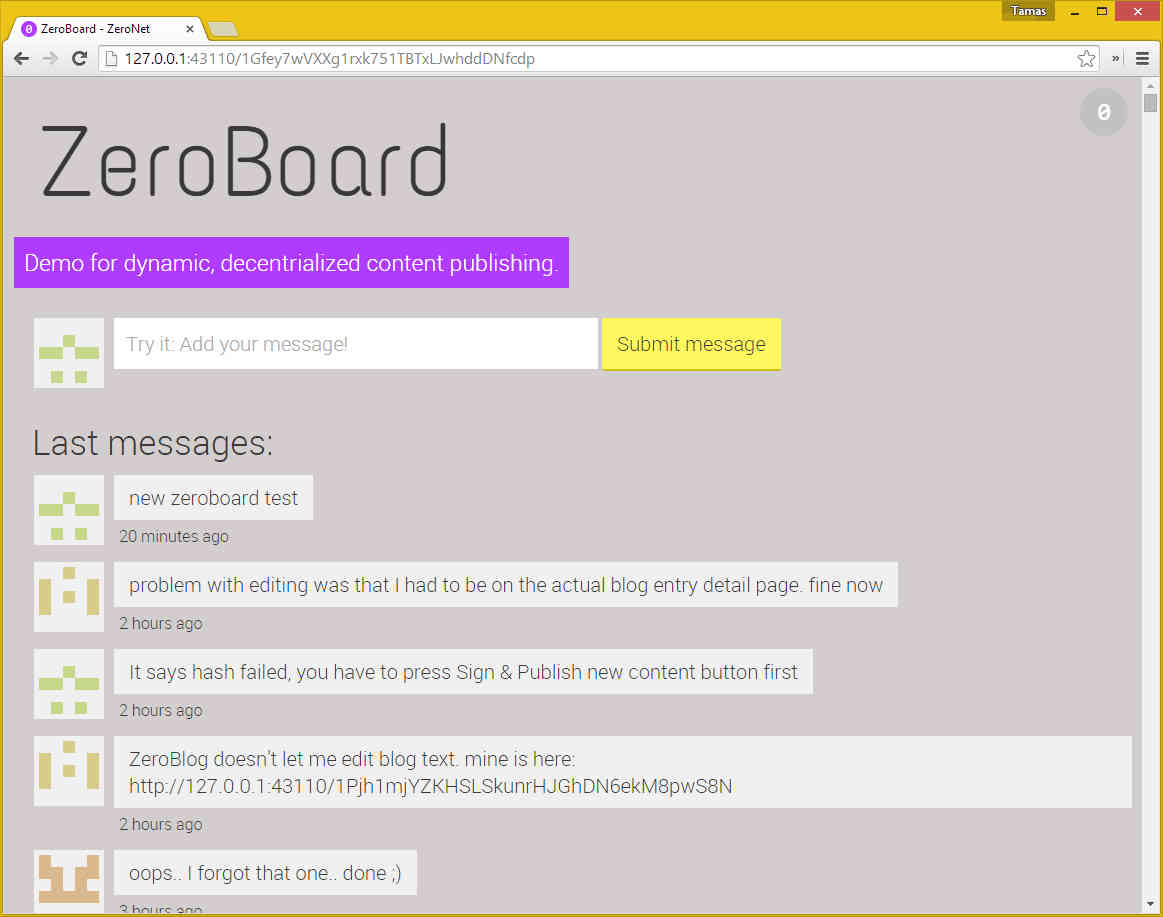 Tamas
ZeroBoard - ZeroNet
127.0.0.1:43110/1Gfey7wVXXg1rxk751TBTxLJwhddDNfcdp
0
ZeroBoard
Demo for dynamic, decentrialized content publishing.
Try it: Add your message!
Submit message
Last messages:
new zeroboard test
20 minutes ago
problem with editing was that I had to be on the actual blog entry detail page. fine now
2 hours ago
It says hash failed, you have to press Sign & Publish new content button first
2 hours ago
ZeroBlog doesn't let me edit blog text. mine is here:
http://127.0.0.1:43110/1Pjh1mjYZKHSLSkunrHJGhDN6ekM8pwS8N
2 hours ago
oops.. I forgot that one.. done ;)
3 hours ago